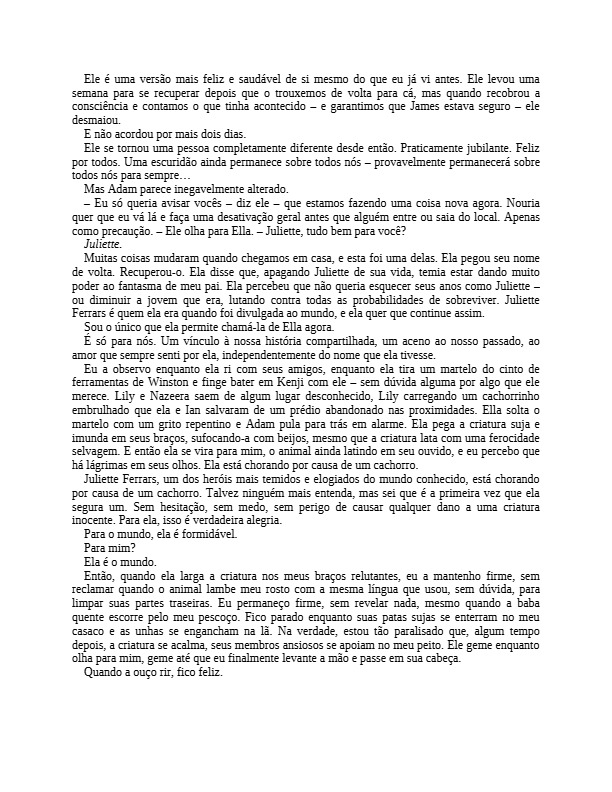 Ele é uma versão mais feliz e saudável de si mesmo do que eu já vi antes. Ele levou uma
semana para se recuperar depois que o trouxemos de volta para cá, mas quando recobrou a
consciência e contamos o que tinha acontecido – e garantimos que James estava seguro – ele
desmaiou.
E não acordou por mais dois dias.
Ele se tornou uma pessoa completamente diferente desde então. Praticamente jubilante. Feliz
por todos. Uma escuridão ainda permanece sobre todos nós – provavelmente permanecerá sobre
todos nós para sempre…
Mas Adam parece inegavelmente alterado.
– Eu só queria avisar vocês – diz ele – que estamos fazendo uma coisa nova agora. Nouria
quer que eu vá lá e faça uma desativação geral antes que alguém entre ou saia do local. Apenas
como precaução. – Ele olha para Ella. – Juliette, tudo bem para você?
Juliette.
Muitas coisas mudaram quando chegamos em casa, e esta foi uma delas. Ela pegou seu nome
de volta. Recuperou-o. Ela disse que, apagando Juliette de sua vida, temia estar dando muito
poder ao fantasma de meu pai. Ela percebeu que não queria esquecer seus anos como Juliette –
ou diminuir a jovem que era, lutando contra todas as probabilidades de sobreviver. Juliette
Ferrars é quem ela era quando foi divulgada ao mundo, e ela quer que continue assim.
Sou o único que ela permite chamá-la de Ella agora.
É só para nós. Um vínculo à nossa história compartilhada, um aceno ao nosso passado, ao
amor que sempre senti por ela, independentemente do nome que ela tivesse.
Eu a observo enquanto ela ri com seus amigos, enquanto ela tira um martelo do cinto de
ferramentas de Winston e finge bater em Kenji com ele – sem dúvida alguma por algo que ele
merece. Lily e Nazeera saem de algum lugar desconhecido, Lily carregando um cachorrinho
embrulhado que ela e Ian salvaram de um prédio abandonado nas proximidades. Ella solta o
martelo com um grito repentino e Adam pula para trás em alarme. Ela pega a criatura suja e
imunda em seus braços, sufocando-a com beijos, mesmo que a criatura lata com uma ferocidade
selvagem. E então ela se vira para mim, o animal ainda latindo em seu ouvido, e eu percebo que
há lágrimas em seus olhos. Ela está chorando por causa de um cachorro.
Juliette Ferrars, um dos heróis mais temidos e elogiados do mundo conhecido, está chorando
por causa de um cachorro. Talvez ninguém mais entenda, mas sei que é a primeira vez que ela
segura um. Sem hesitação, sem medo, sem perigo de causar qualquer dano a uma criatura
inocente. Para ela, isso é verdadeira alegria.
Para o mundo, ela é formidável.
Para mim?
Ela é o mundo.
Então, quando ela larga a criatura nos meus braços relutantes, eu a mantenho firme, sem
reclamar quando o animal lambe meu rosto com a mesma língua que usou, sem dúvida, para
limpar suas partes traseiras. Eu permaneço firme, sem revelar nada, mesmo quando a baba
quente escorre pelo meu pescoço. Fico parado enquanto suas patas sujas se enterram no meu
casaco e as unhas se engancham na lã. Na verdade, estou tão paralisado que, algum tempo
depois, a criatura se acalma, seus membros ansiosos se apoiam no meu peito. Ele geme enquanto
olha para mim, geme até que eu finalmente levante a mão e passe em sua cabeça.
Quando a ouço rir, fico feliz.